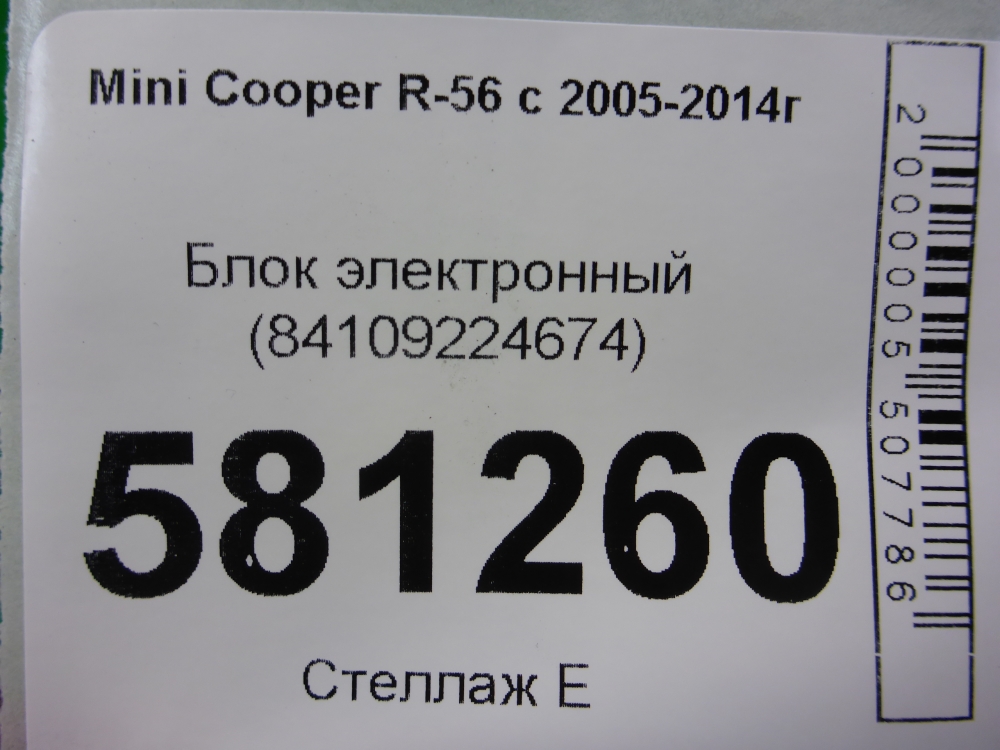 Mini Cooper R-56 с 2005-2014г
Блок электронный
(84109224674)
581260
Стеллаж Е
2 000005 507786